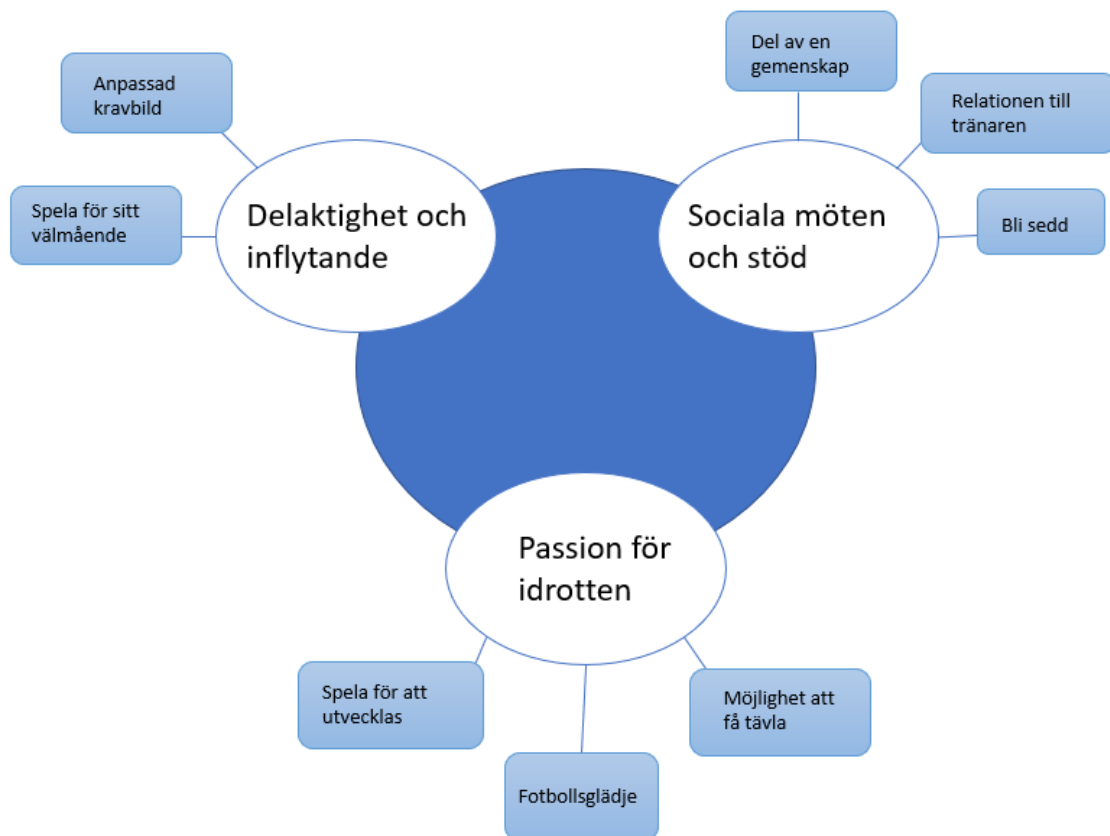 Anpassad
kravbild
Spela för sitt
välmående
Delaktighet och
inflytande
Del av en
gemenskap
Relationen till
tränaren
Bli sedd
Sociala möten
och stöd
Passion för
idrotten
Spela för att
utvecklas
Fotbollsglädje
Möjlighet att
få tävla